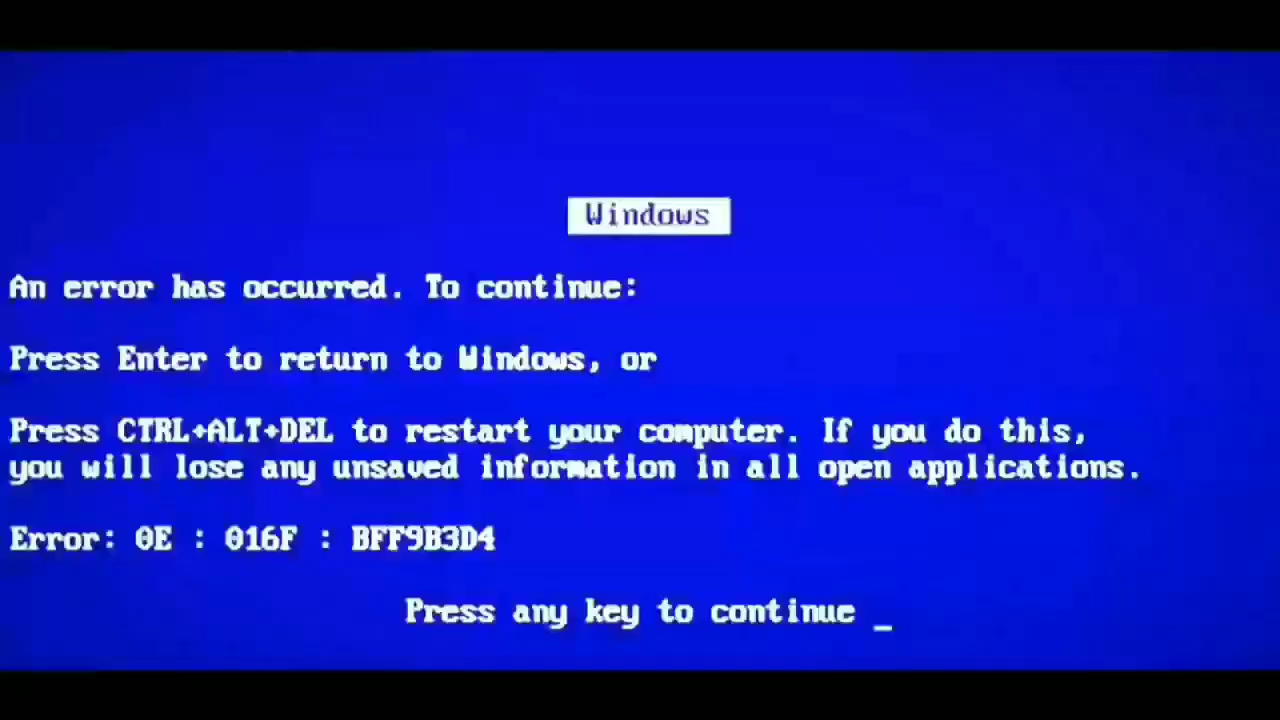 Windows
An error has occurred. To continue:
Press Enter to return to Windows, or
Press CTRL+ALT+DEL to restart your computer. If you do this,
you will lose any unsaved information in all open applications.
Error: 0E : 016F : BFF9B3D4
Press any key to continue _